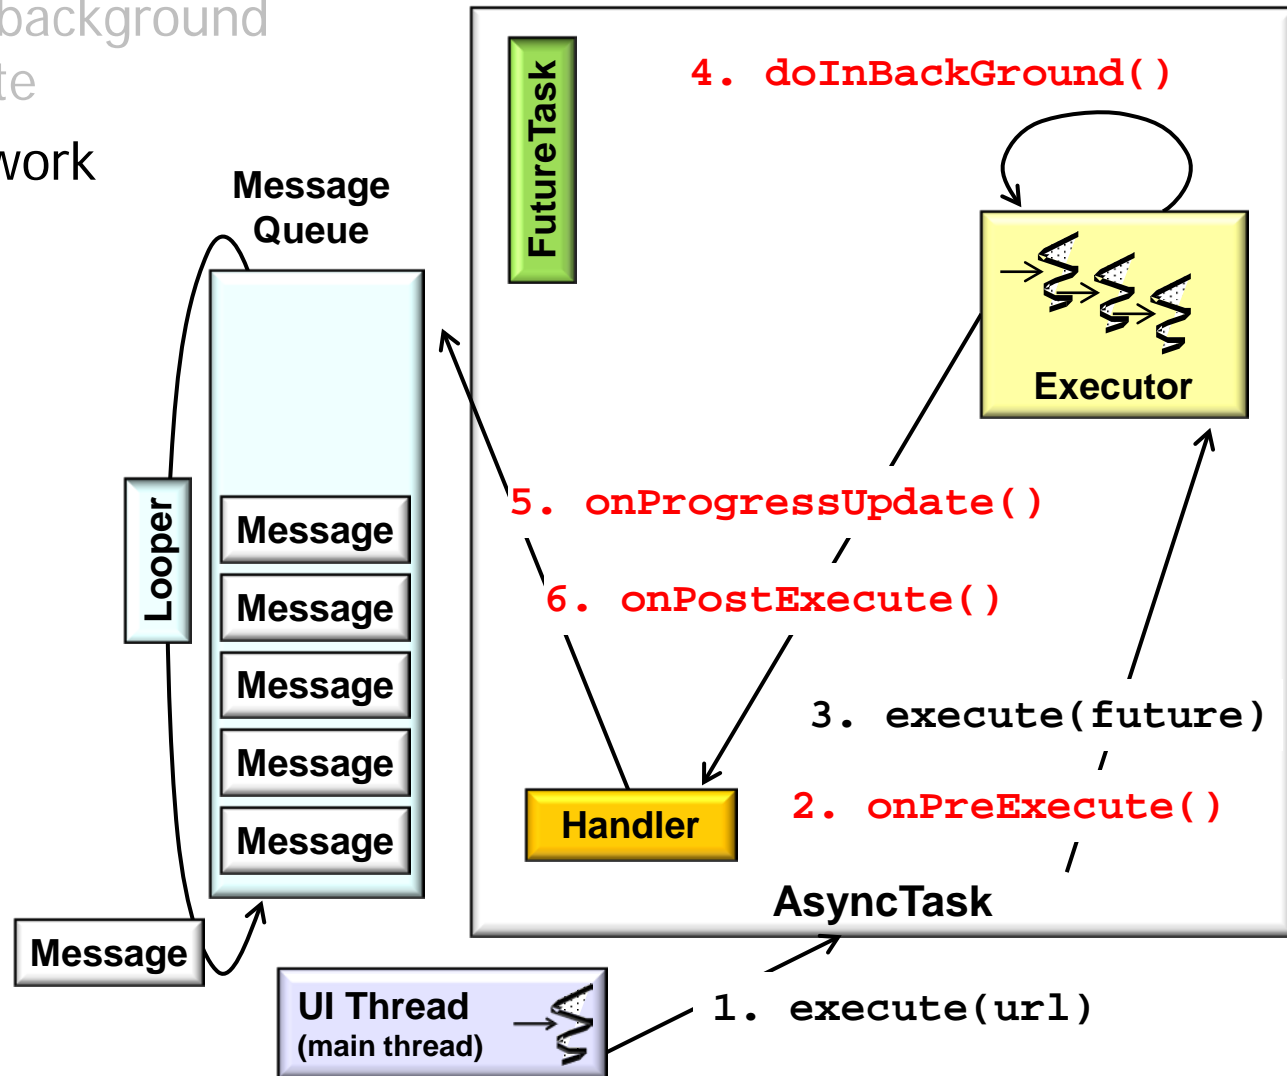 background
te
work
Message
Queue
FutureTask
4. doInBackGround()
Executor
Looper
Message
Message
Message
Message
Message
Message
5. onProgressUpdate()
6. onPostExecute()
3. execute(future)
2. onPreExecute()
Handler
AsyncTask
UI Thread
(main thread)
1. execute(url)